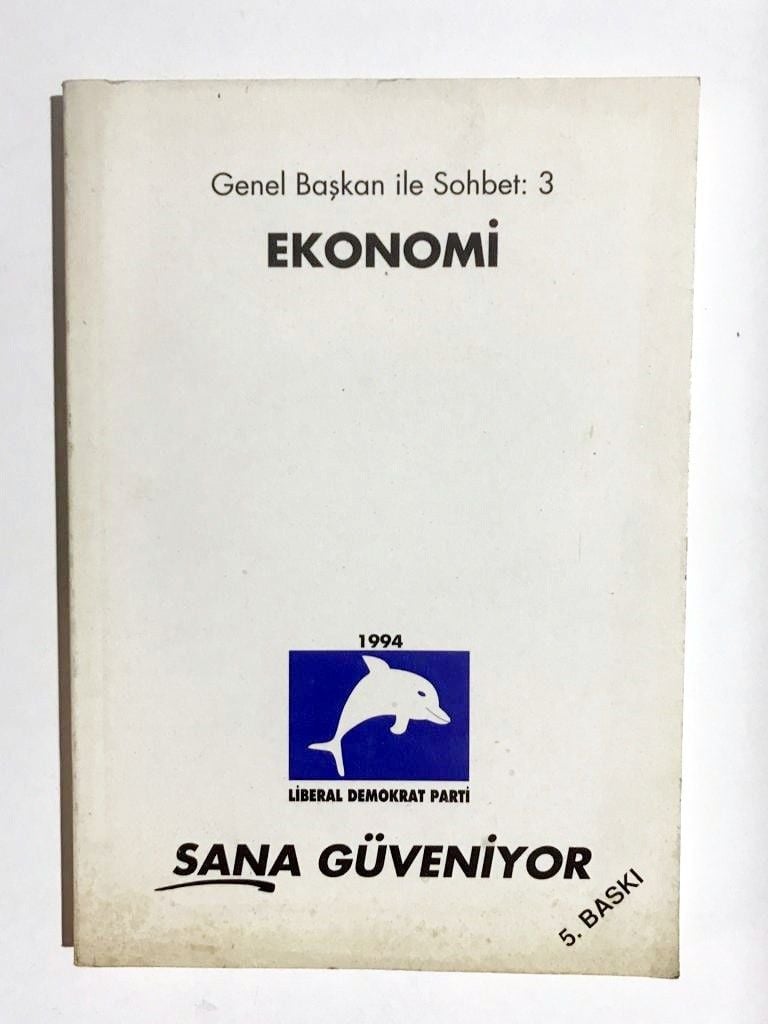 Genel Başkan ile Sohbet: 3
EKONOMİ
1994
LİBERAL DEMOKRAT PARTİ
SANA GÜVENİYOR
5. BASKI